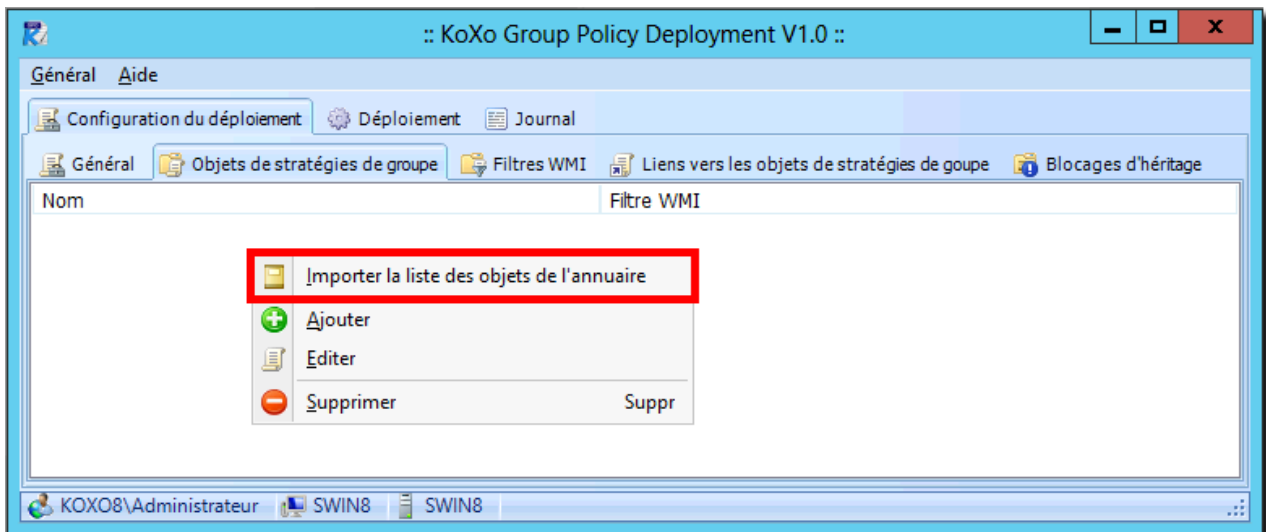 :: KoXo Group Policy Deployment V1.0 ::
Général Aide
Configuration du déploiement Déploiement Journal
Général Objets de stratégies de groupe Filtres WMI Liens vers les objets de stratégies de goupe Blocages d'héritage
Nom Filtre WMI
Importer la liste des objets de l'annuaire
Ajouter
Editer
Supprimer Suppr
KOXO8\Administrateur SWIN8 SWIN8